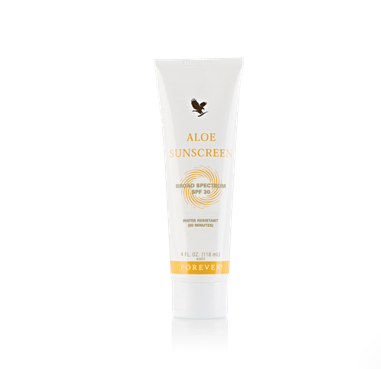 ALOE
SUNSCREEN
BROAD SPECTRUM
SPF 30
WATER RESISTANT
(80 MINUTES)
4 FL. OZ. (118 mL)
FOREVER